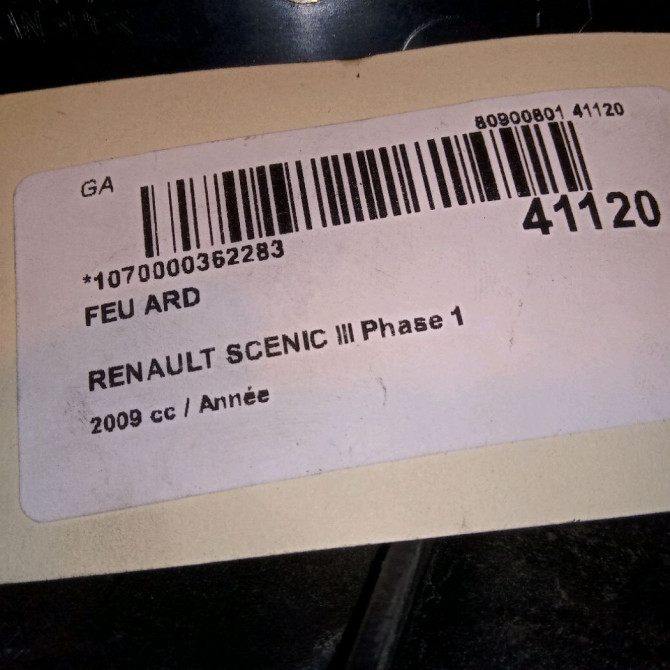 80900801 41120
GA
41120
*1070000362283
FEU ARD
RENAULT SCENIC III Phase 1
2009 cc / Année